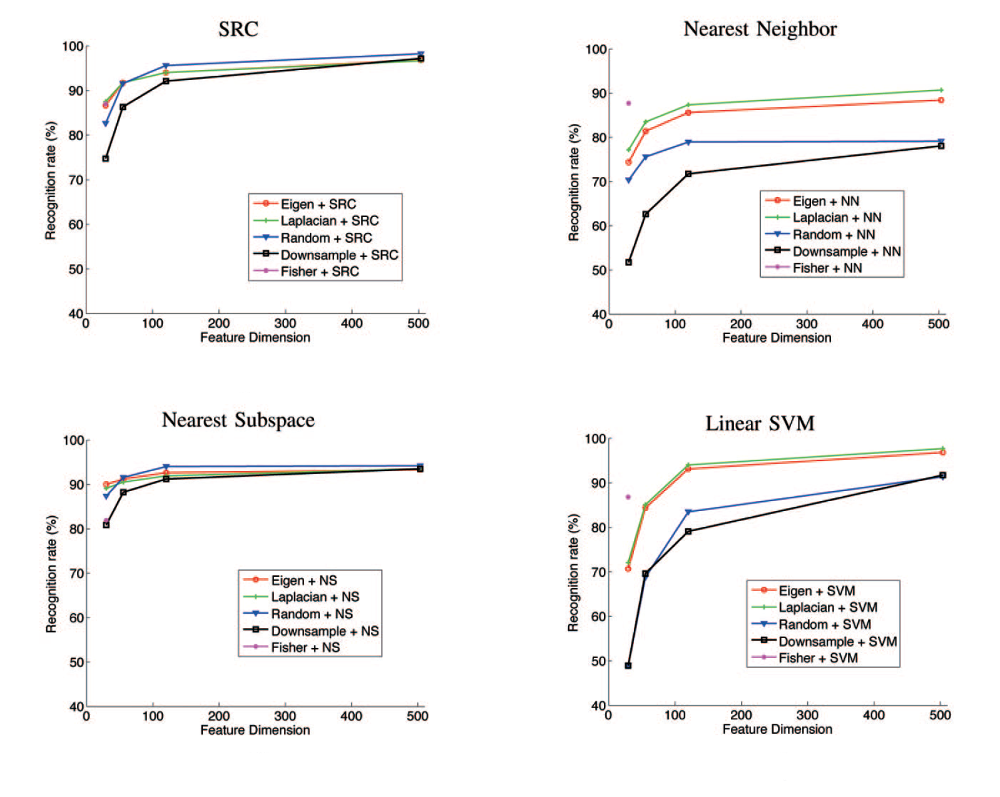 SRC
100
90
80
70
60
50
40
0 100 200 300 400 500
Recognition rate (%)
Feature Dimension
Eigen + SRC
Laplacian + SRC
Random + SRC
Downsample + SRC
Fisher + SRC
Nearest Neighbor
100
90
80
70
60
50
40
0 100 200 300 400 500
Recognition rate (%)
Feature Dimension
Eigen + NN
Laplacian + NN
Random + NN
Downsample + NN
Fisher + NN
Nearest Subspace
100
90
80
70
60
50
40
0 100 200 300 400 500
Recognition rate (%)
Feature Dimension
Eigen + NS
Laplacian + NS
Random + NS
Downsample + NS
Fisher + NS
Linear SVM
100
90
80
70
60
50
40
0 100 200 300 400 500
Recognition rate (%)
Feature Dimension
Eigen + SVM
Laplacian + SVM
Random + SVM
Downsample + SVM
Fisher + SVM